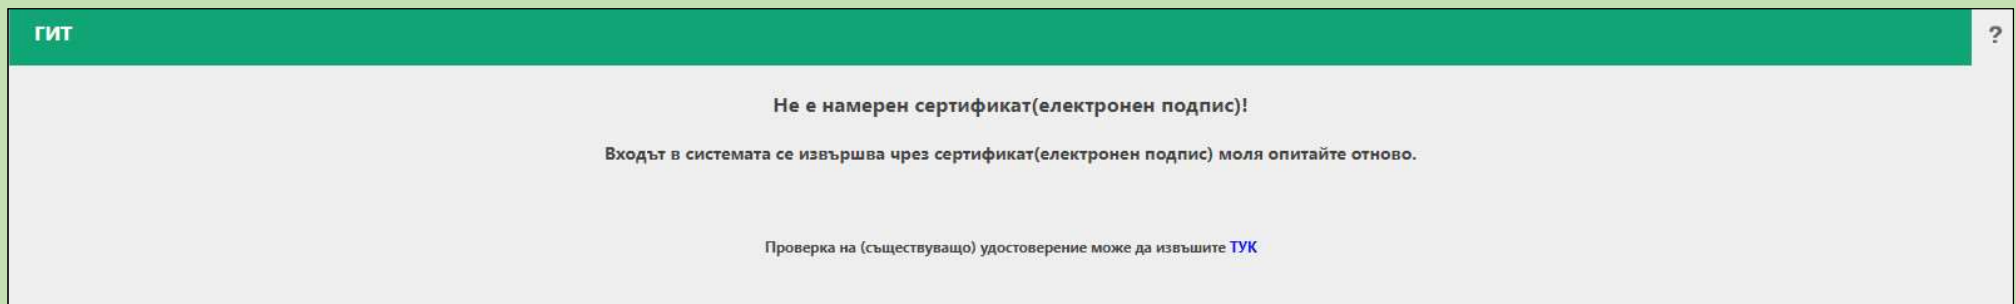 ГИТ
?
Не е намерен сертификат(електронен подпис)!
Входът в системата се извършва чрез сертификат(електронен подпис) моля опитайте отново.
Проверка на (съществуващо) удостоверение може да извъшите ТУК